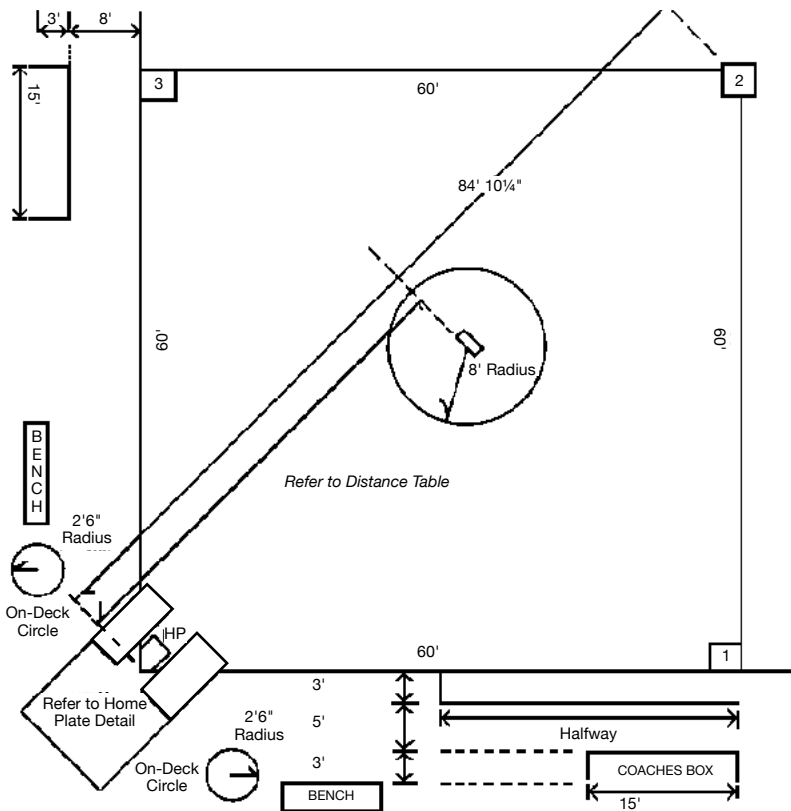 3' 8'
3
60'
2
15'
84' 10¼"
60'
60'
8' Radius
BENCH
Refer to Distance Table
2'6"
Radius
On-Deck
Circle
HP
60'
1
Refer to Home
Plate Detail
3'
5'
3'
2'6"
Radius
Halfway
On-Deck
Circle
BENCH
COACHES BOX
15'